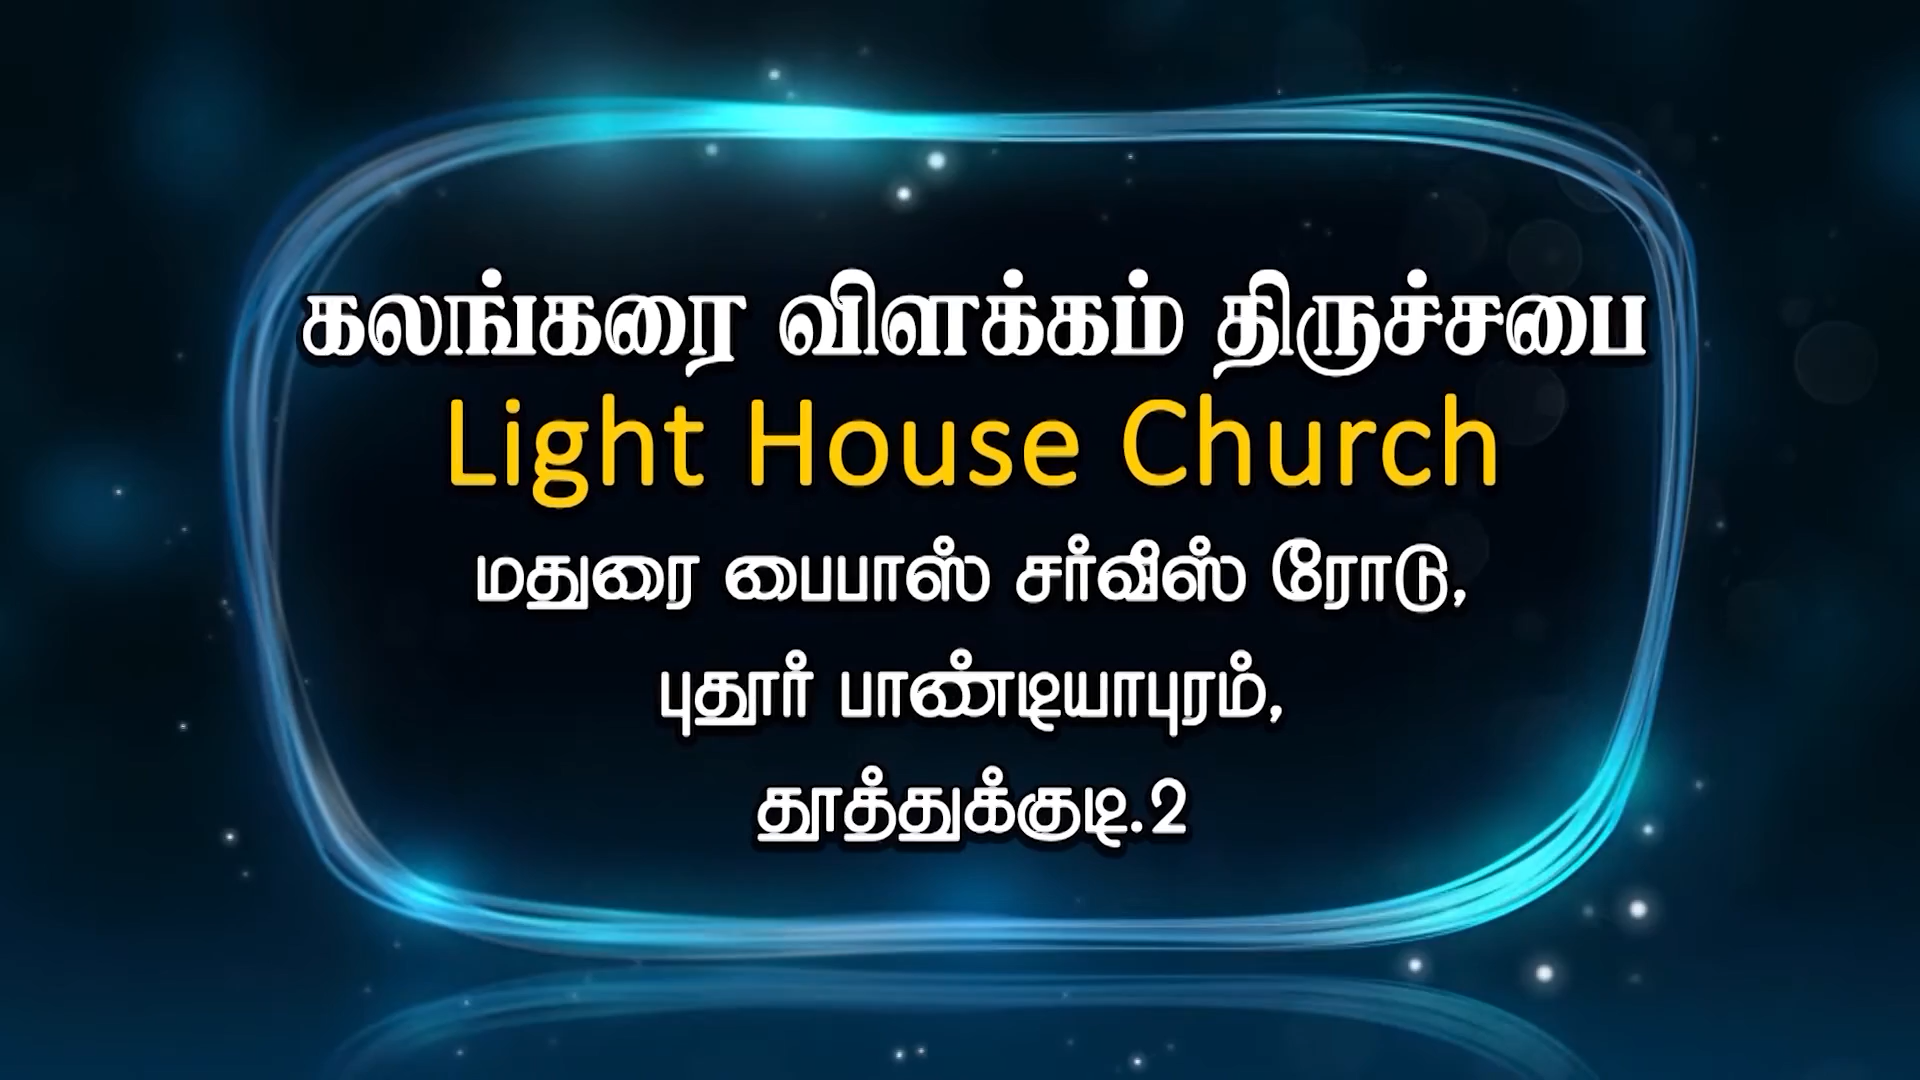 கலங்கரை விளக்கம் திருச்சபை
Light House Church
மதுரை பைபாஸ் சர்விஸ் ரோடு,
புதூர் பாண்டியாபுரம்,
தூத்துக்குடி.2